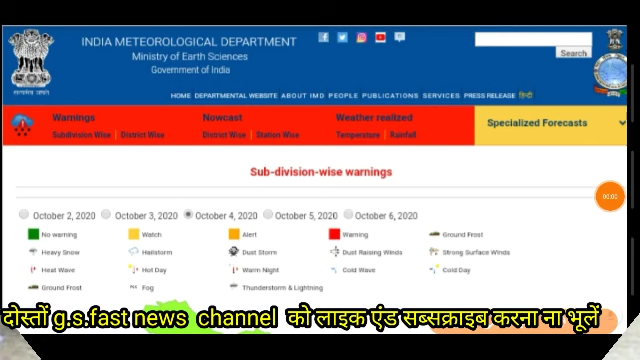 INDIA METEOROLOGICAL DEPARTMENT
Ministry of Earth Sciences
Government of India
Search
सत्यमेव जयते
HOME DEPARTMENTAL WEBSITE ABOUT IMD PEOPLE PUBLICATIONS SERVICES PRESS RELEASE हिन्दी
Warnings
Subdivision Wise | District Wise
Nowcast
District Wise | Station Wise
Weather realized
Temperature | Rainfall
Specialized Forecasts
00:00
Sub-division-wise warnings
October 2, 2020 October 3, 2020 October 4, 2020 October 5, 2020 October 6, 2020
No warning Watch Alert Warning Ground Frost
Heavy Snow Hailstorm Dust Storm Dust Raising Winds Strong Surface Winds
Heat Wave Hot Day Warm Night Cold Wave Cold Day
Ground Frost Fog Thunderstorm & Lightning
दोस्तों g.s.fast news channel को लाइक एंड सब्सक्राइब करना ना भूलें